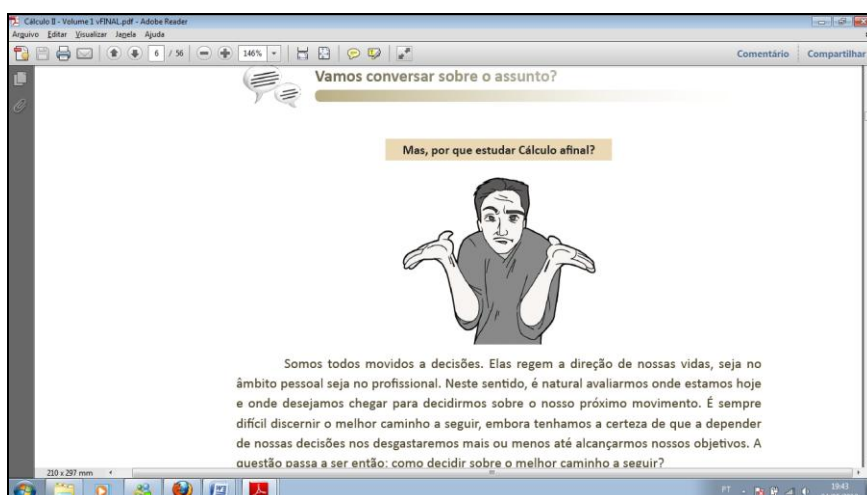 Cálculo II - Volume 1 vFINAL.pdf - Adobe Reader
Arquivo Editar Visualizar Janela Ajuda
6 / 56 146% Comentário Compartilhar
Vamos conversar sobre o assunto?
Mas, por que estudar Cálculo afinal?
Somos todos movidos a decisões. Elas regem a direção de nossas vidas, seja no
âmbito pessoal seja no profissional. Neste sentido, é natural avaliarmos onde estamos hoje
e onde desejamos chegar para decidirmos sobre o nosso próximo movimento. É sempre
difícil discernir o melhor caminho a seguir, embora tenhamos a certeza de que a depender
de nossas decisões nos desgastaremos mais ou menos até alcançarmos nossos objetivos. A
questão passa a ser então: como decidir sobre o melhor caminho a seguir?
210 x 297 mm
PT 19:43